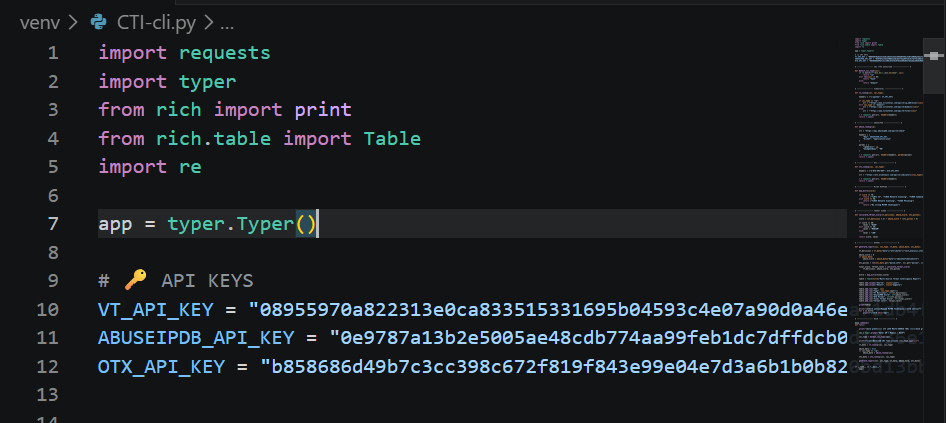 venv > CTI-cli.py > ...
1 import requests
2 import typer
3 from rich import print
4 from rich.table import Table
5 import re
6
7 app = typer.Typer()
8
9 # 🔑 API KEYS
10 VT_API_KEY = "08955970a822313e0ca833515331695b04593c4e07a90d0a46e
11 ABUSEIPDB_API_KEY = "0e9787a13b2e5005ae48cdb774aa99feb1dc7dffdcb0
12 OTX_API_KEY = "b858686d49b7c3cc398c672f819f843e99e04e7d3a6b1b0b82
13
14